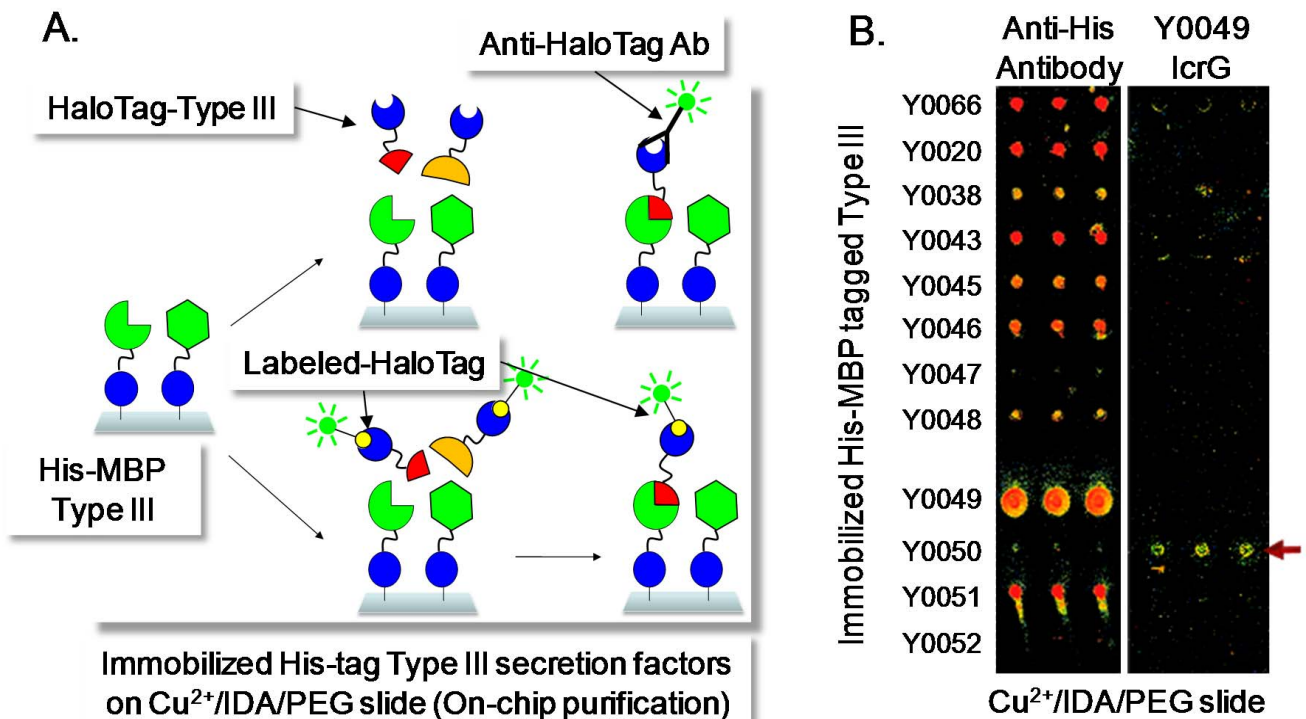 A.
Anti-HaloTag Ab
HaloTag-Type III
Labeled-HaloTag
His-MBP
Type III
Immobilized His-tag Type III secretion factors
on Cu²⁺/IDA/PEG slide (On-chip purification)
B.
Anti-His
Antibody
Y0049
lcrG
Immobilized His-MBP tagged Type III
Y0066
Y0020
Y0038
Y0043
Y0045
Y0046
Y0047
Y0048
Y0049
Y0050
Y0051
Y0052
Cu²⁺/IDA/PEG slide